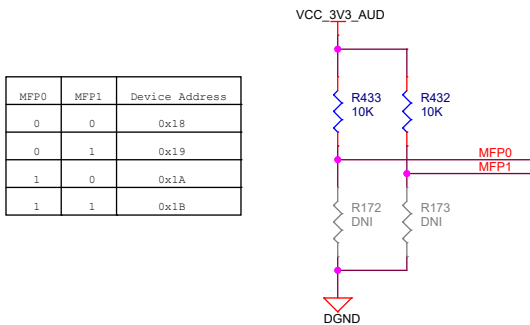 VCC_3V3_AUD
MFP0 MFP1 Device Address
0 0 0x18
0 1 0x19
1 0 0x1A
1 1 0x1B
R433 R432
10K 10K
MFP0
MFP1
R172 R173
DNI DNI
DGND